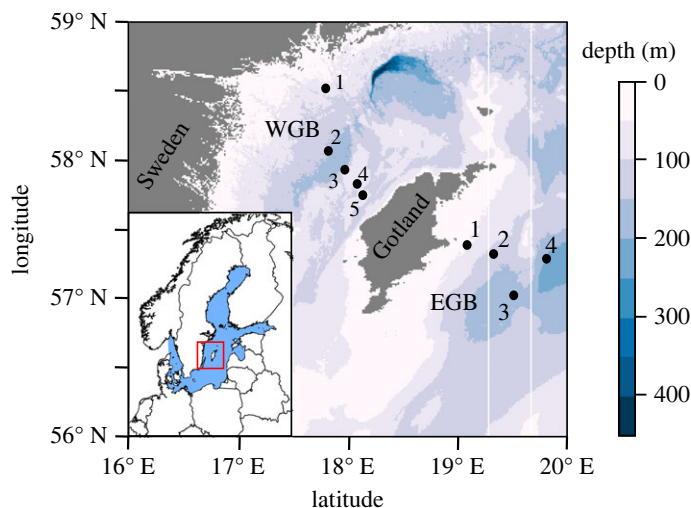 59° N
depth (m)
0
1
WGB
2
Sweden
100
58° N
3
4
5
Gotland
1
2
4
200
longitude
57° N
EGB
3
300
400
56° N
16° E
17° E
18° E
19° E
20° E
latitude